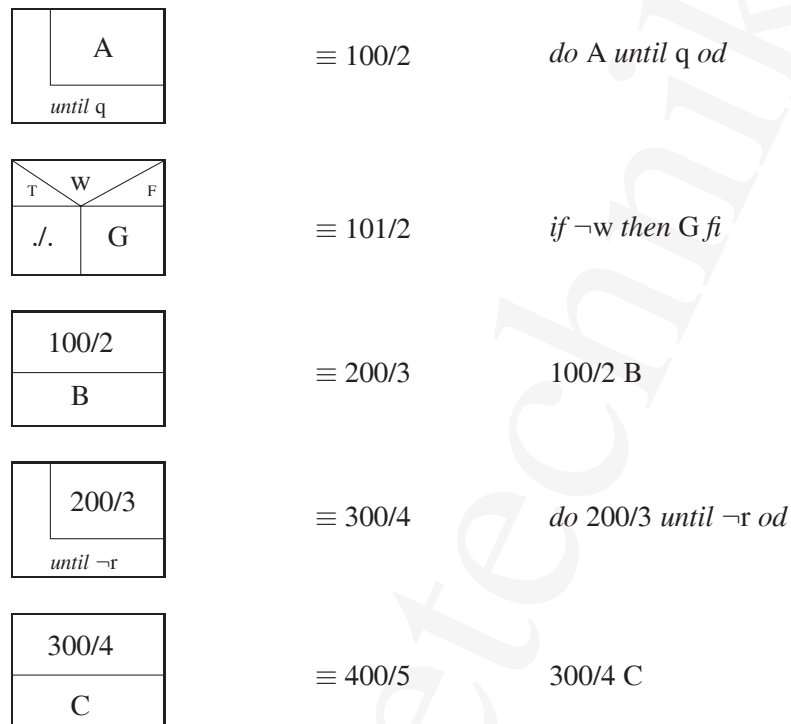 A
until q
≡ 100/2 do A until q od
T W F
./. G
≡ 101/2 if ¬w then G fi
100/2
B
≡ 200/3 100/2 B
200/3
until ¬r
≡ 300/4 do 200/3 until ¬r od
300/4
C
≡ 400/5 300/4 C
etechnik